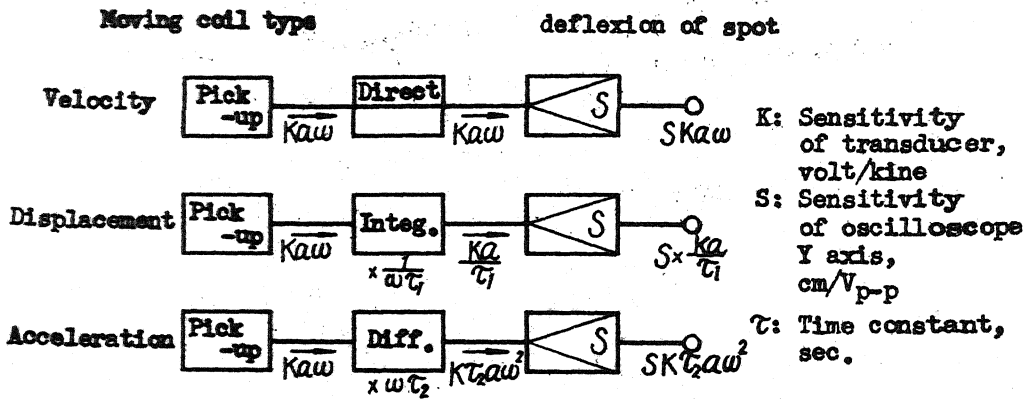 Moving coil type
deflexion of spot
Velocity
Pick
-up
Kaω
Direct
Kaω
S
SKaω
Displacement
Pick
-up
Kaω
Integ.
× 1/ωτ₁
Ka/τ₁
S
S× Ka/τ₁
Acceleration
Pick
-up
Kaω
Diff.
× ωτ₂
Kτ₂aω²
S
SKτ₂aω²
K: Sensitivity
of transducer,
volt/kine
S: Sensitivity
of oscilloscope
Y axis,
cm/Vp-p
τ: Time constant,
sec.